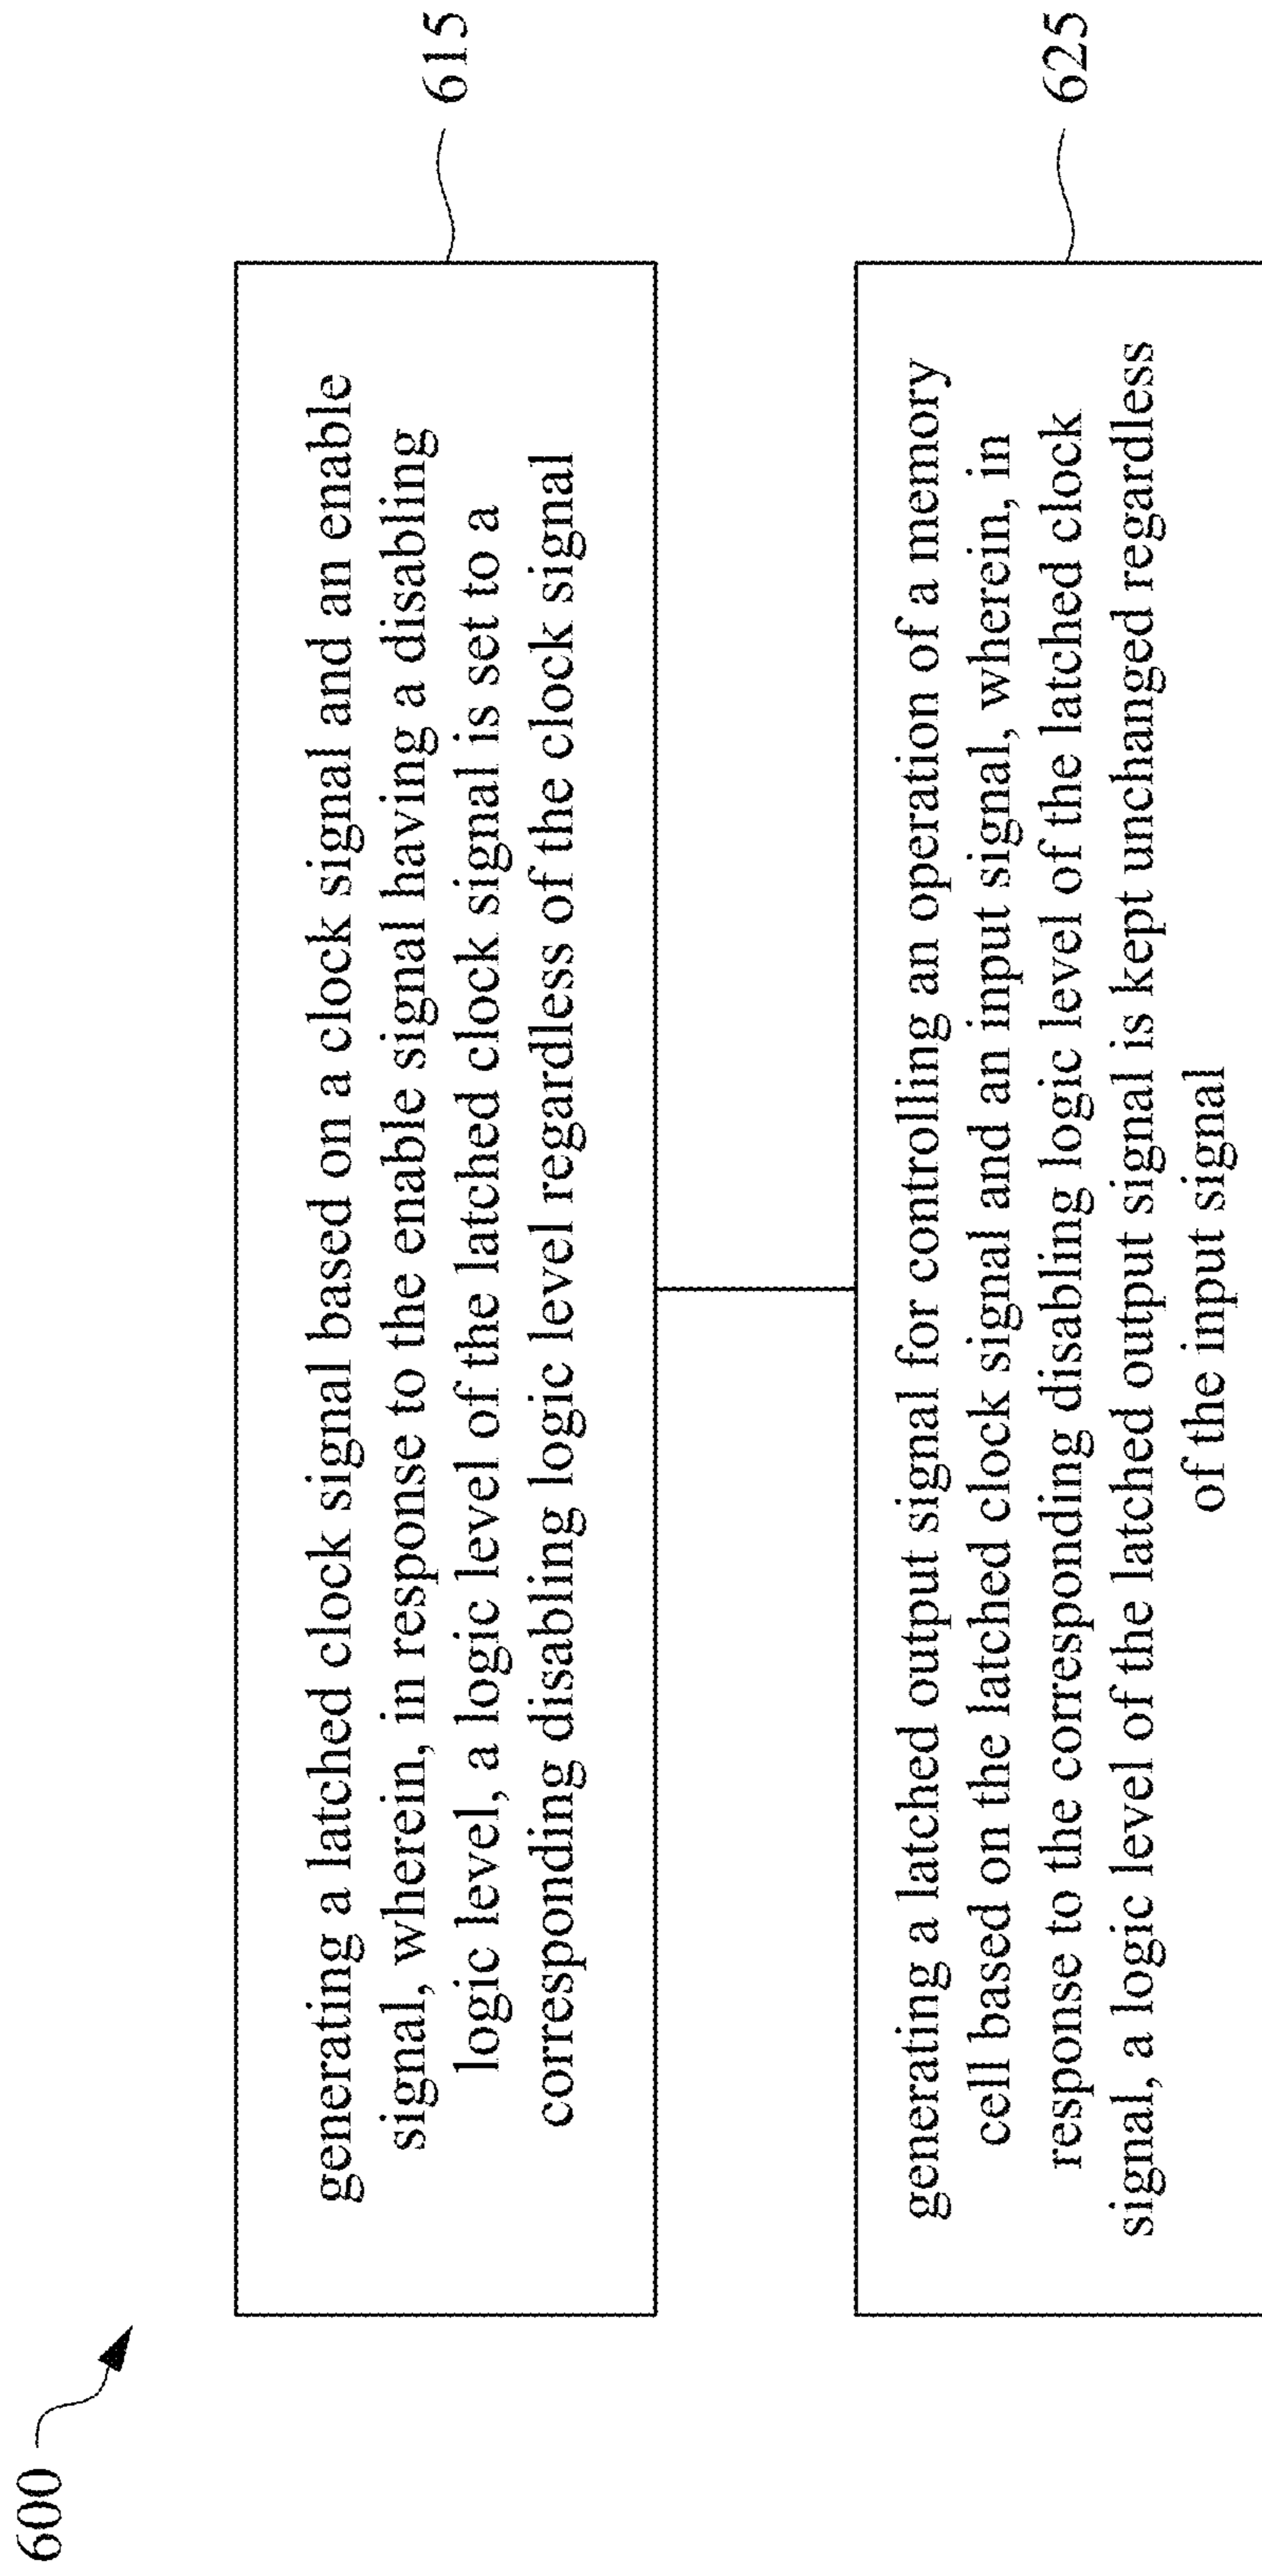 600
generating a latched clock signal based on a clock signal and an enable
signal, wherein, in response to the enable signal having a disabling
logic level, a logic level of the latched clock signal is set to a
corresponding disabling logic level regardless of the clock signal
615
generating a latched output signal for controlling an operation of a memory
cell based on the latched clock signal and an input signal, wherein, in
response to the corresponding disabling logic level of the latched clock
signal, a logic level of the latched output signal is kept unchanged regardless
of the input signal
625